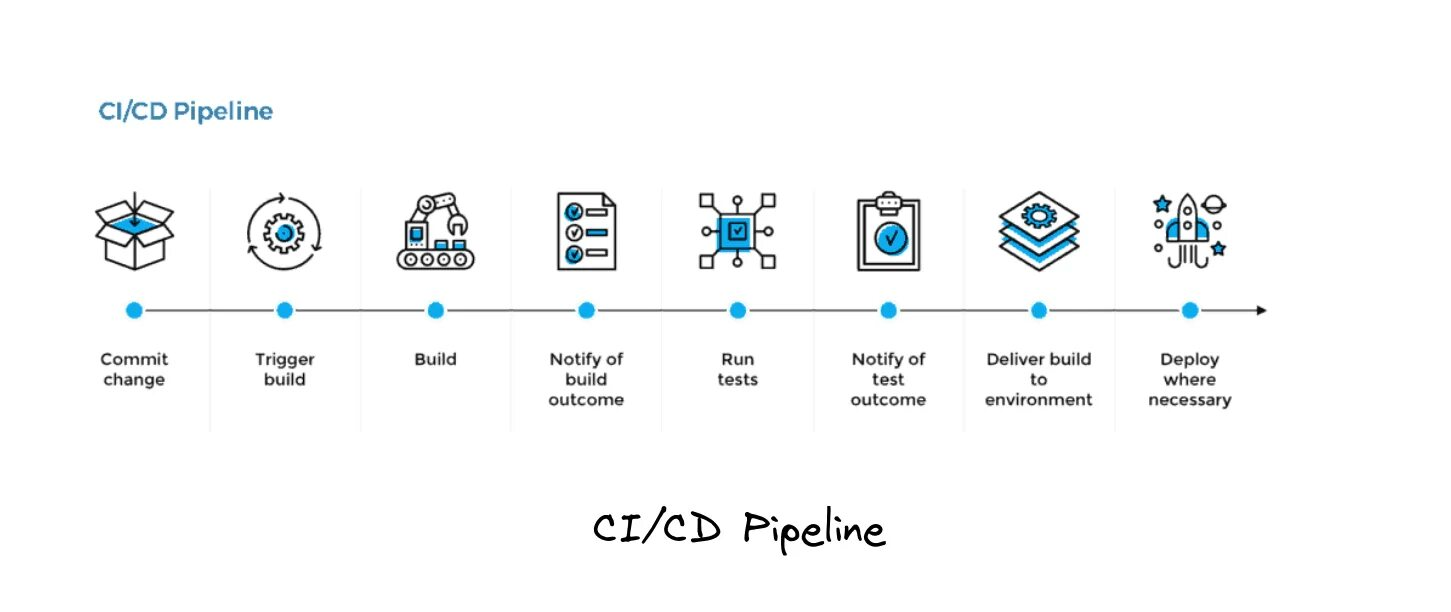 CI/CD Pipeline
Commit
change
Trigger
build
Build
Notify of
build
outcome
Run
tests
Notify of
test
outcome
Deliver build
to
environment
Deploy
where
necessary
CI/CD Pipeline